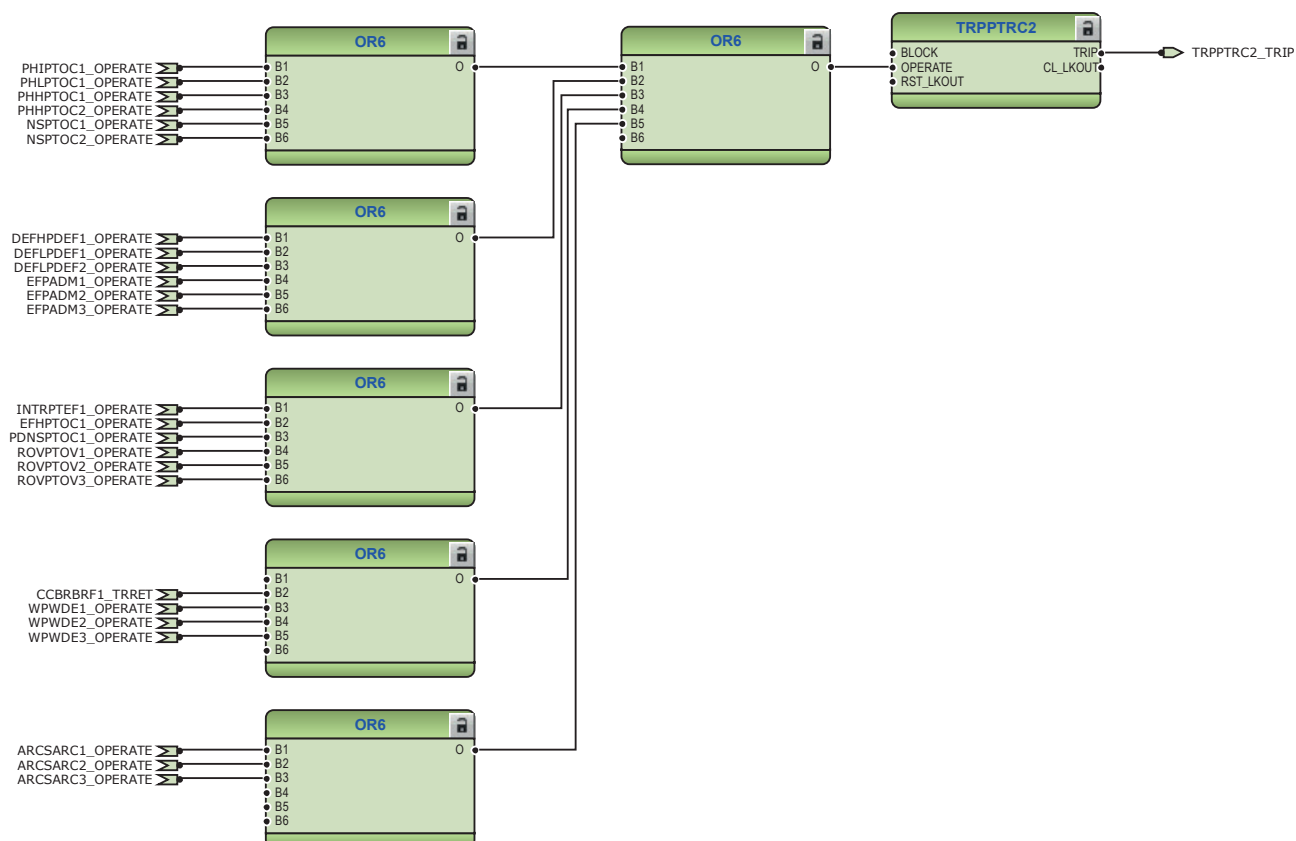 OR6
PHIPTOC1_OPERATE B1 O
PHLPTOC1_OPERATE B2
PHHPTOC1_OPERATE B3
PHHPTOC2_OPERATE B4
NSPTOC1_OPERATE B5
NSPTOC2_OPERATE B6
OR6
B1 O
B2
B3
B4
B5
B6
TRPPTRC2
BLOCK TRIP TRPPTRC2_TRIP
OPERATE CL_LKOUT
RST_LKOUT
OR6
DEFHPDEF1_OPERATE B1 O
DEFLPDEF1_OPERATE B2
DEFLPDEF2_OPERATE B3
EFPADM1_OPERATE B4
EFPADM2_OPERATE B5
EFPADM3_OPERATE B6
OR6
INTRPTEF1_OPERATE B1 O
EFHPTOC1_OPERATE B2
PDNSPTOC1_OPERATE B3
ROVPTOV1_OPERATE B4
ROVPTOV2_OPERATE B5
ROVPTOV3_OPERATE B6
OR6
B1 O
CCBRBRF1_TRRET B2
WPWDE1_OPERATE B3
WPWDE2_OPERATE B4
WPWDE3_OPERATE B5
B6
OR6
ARCSARC1_OPERATE B1 O
ARCSARC2_OPERATE B2
ARCSARC3_OPERATE B3
B4
B5
B6